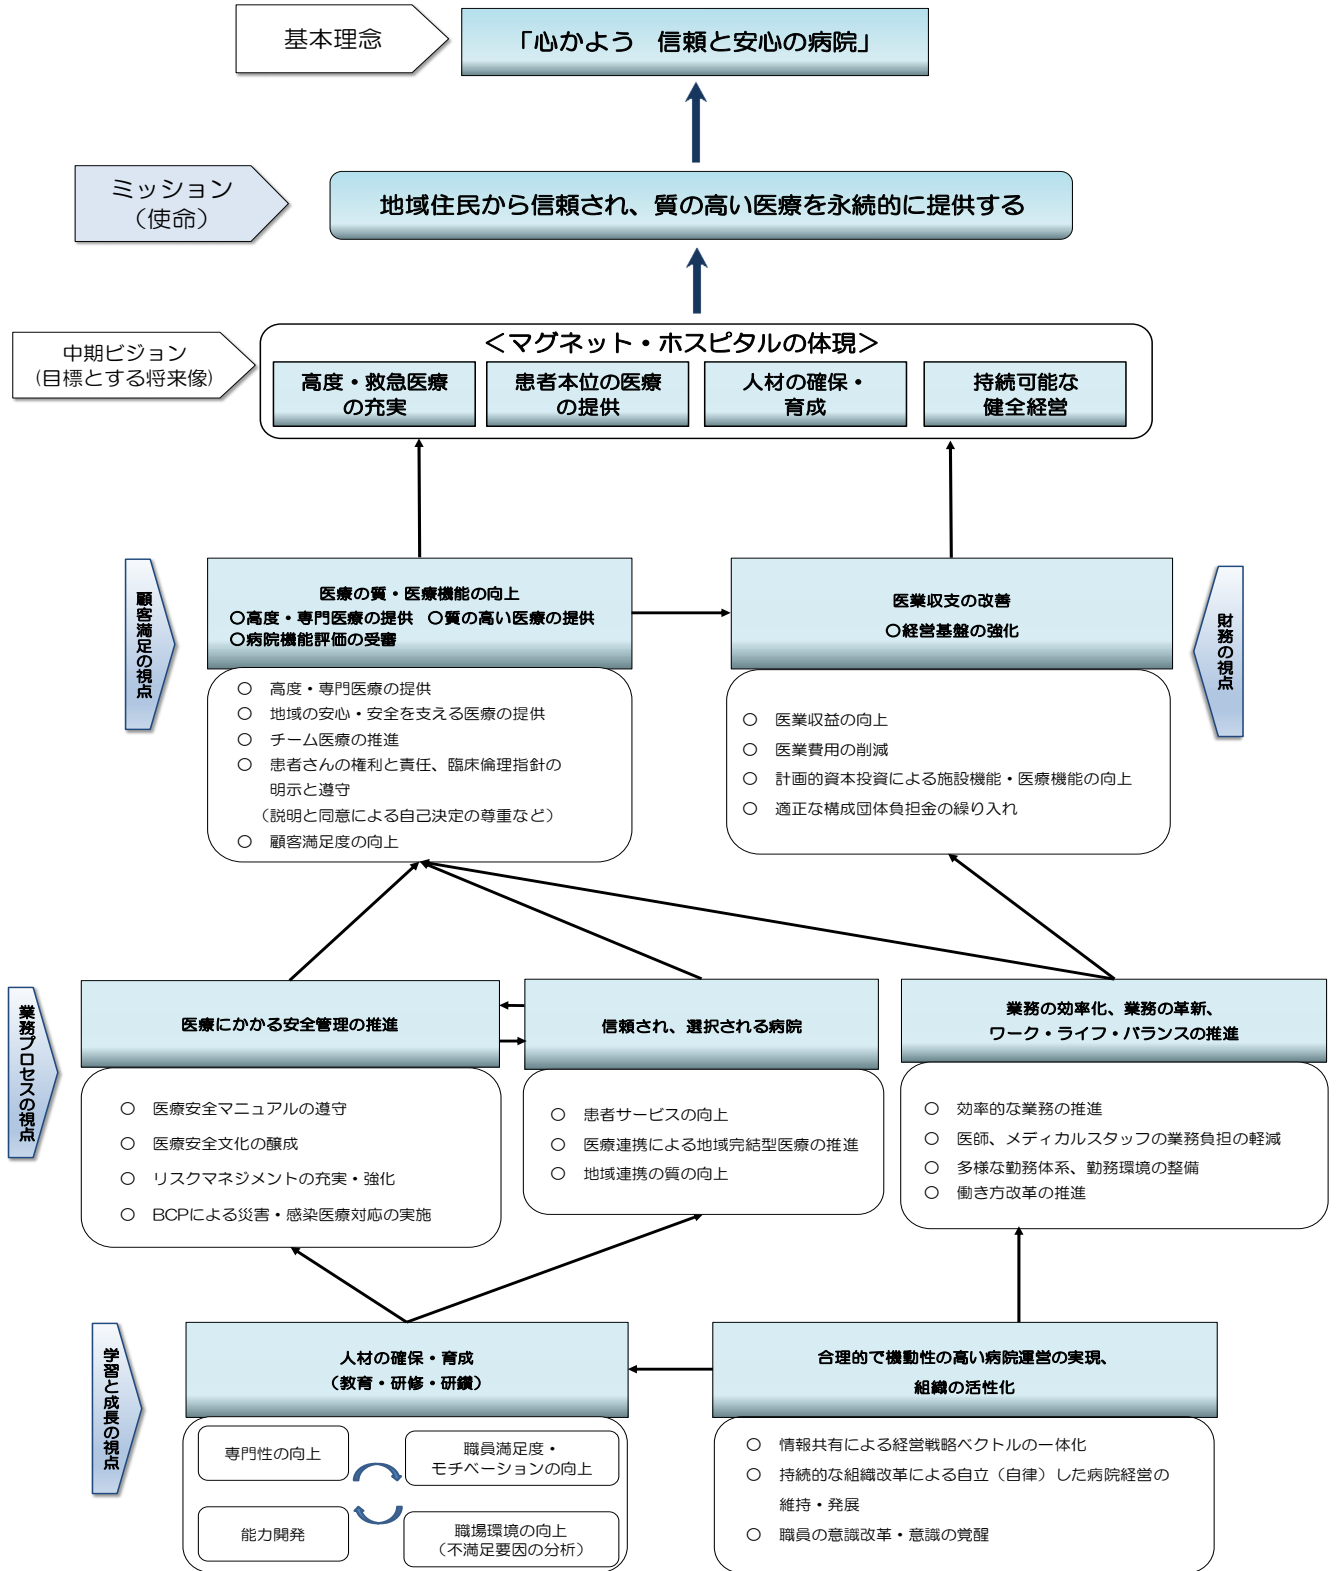 基本理念
「心かよう 信頼と安心の病院」
ミッション
（使命）
地域住民から信頼され、質の高い医療を永続的に提供する
中期ビジョン
(目標とする将来像)
＜マグネット・ホスピタルの体現＞
高度・救急医療
の充実
患者本位の医療
の提供
人材の確保・
育成
持続可能な
健全経営
顧客満足の視点
医療の質・医療機能の向上
○高度・専門医療の提供 ○質の高い医療の提供
○病院機能評価の受審
○ 高度・専門医療の提供
○ 地域の安心・安全を支える医療の提供
○ チーム医療の推進
○ 患者さんの権利と責任、臨床倫理指針の
明示と遵守
（説明と同意による自己決定の尊重など）
○ 顧客満足度の向上
医業収支の改善
○経営基盤の強化
○ 医業収益の向上
○ 医業費用の削減
○ 計画的資本投資による施設機能・医療機能の向上
○ 適正な構成団体負担金の繰り入れ
財務の視点
業務プロセスの視点
医療にかかる安全管理の推進
○ 医療安全マニュアルの遵守
○ 医療安全文化の醸成
○ リスクマネジメントの充実・強化
○ BCPによる災害・感染医療対応の実施
信頼され、選択される病院
○ 患者サービスの向上
○ 医療連携による地域完結型医療の推進
○ 地域連携の質の向上
業務の効率化、業務の革新、
ワーク・ライフ・バランスの推進
○ 効率的な業務の推進
○ 医師、メディカルスタッフの業務負担の軽減
○ 多様な勤務体系、勤務環境の整備
○ 働き方改革の推進
学習と成長の視点
人材の確保・育成
（教育・研修・研鑽）
専門性の向上
職員満足度・
モチベーションの向上
能力開発
職場環境の向上
（不満足要因の分析）
合理的で機動性の高い病院運営の実現、
組織の活性化
○ 情報共有による経営戦略ベクトルの一体化
○ 持続的な組織改革による自立（自律）した病院経営の
維持・発展
○ 職員の意識改革・意識の覚醒